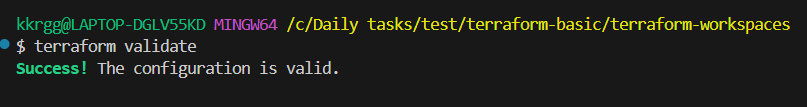 kkrgg@LAPTOP-DGLV55KD MINGW64 /c/Daily tasks/test/terraform-basic/terraform-workspaces
$ terraform validate
Success! The configuration is valid.